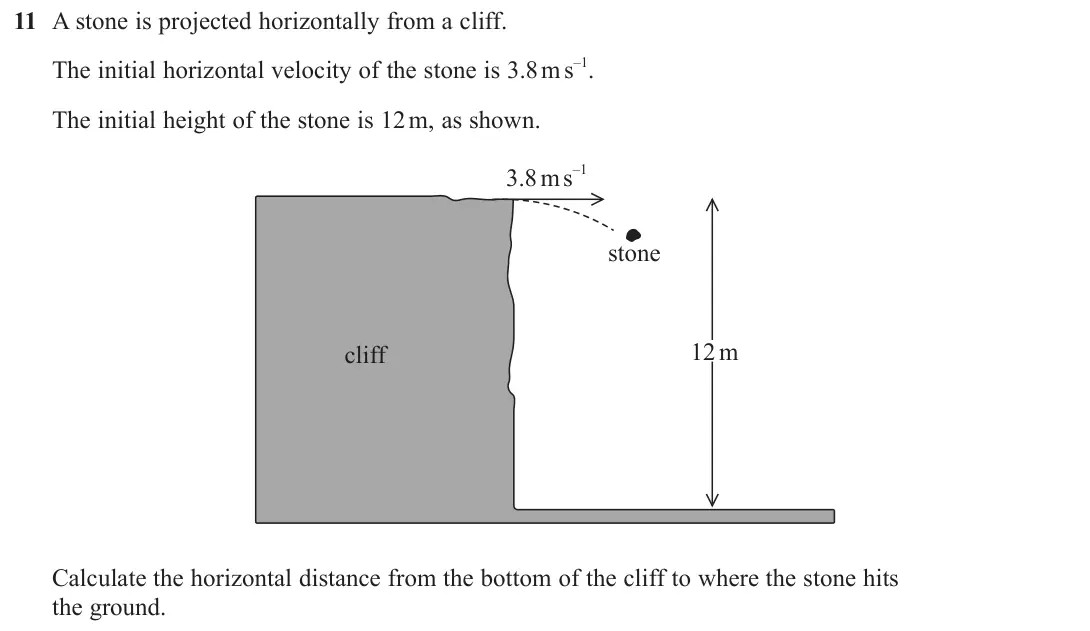 11 A stone is projected horizontally from a cliff.
The initial horizontal velocity of the stone is 3.8 m s⁻¹.
The initial height of the stone is 12 m, as shown.
3.8 m s⁻¹
stone
cliff
12 m
Calculate the horizontal distance from the bottom of the cliff to where the stone hits
the ground.